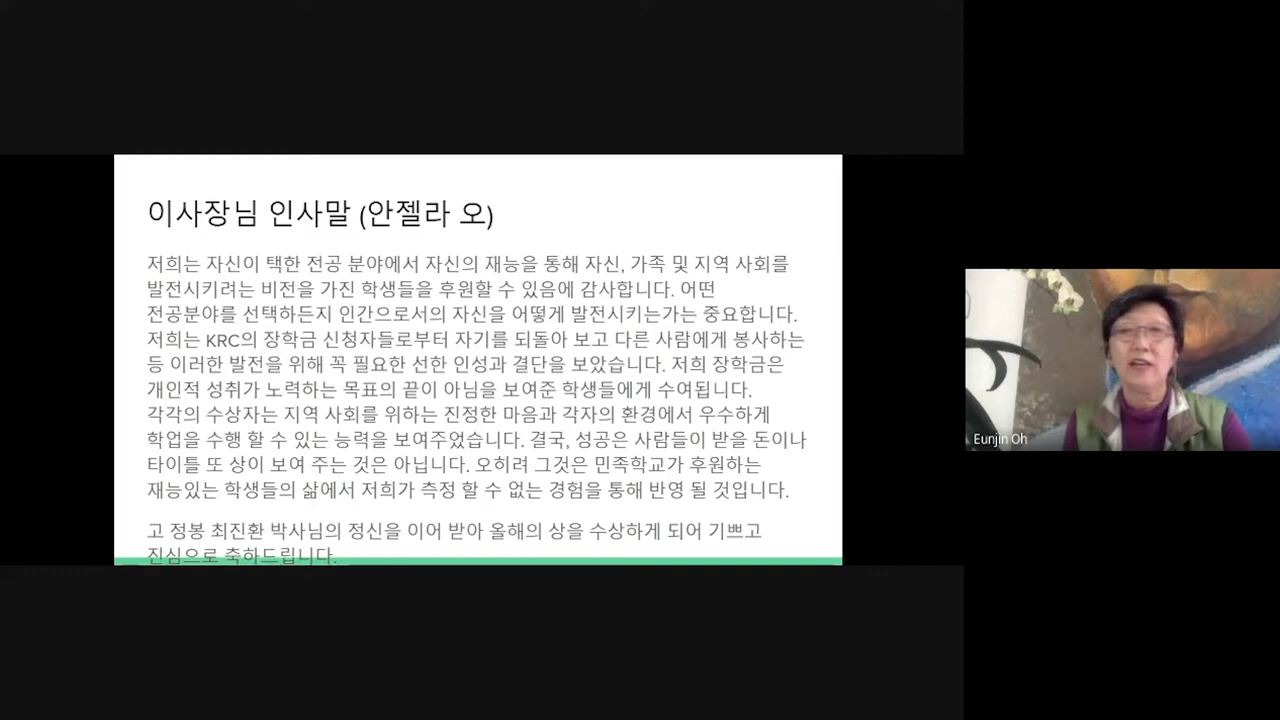 이사장님 인사말 (안젤라 오)
저희는 자신이 택한 전공 분야에서 자신의 재능을 통해 자신, 가족 및 지역 사회를
발전시키려는 비전을 가진 학생들을 후원할 수 있음에 감사합니다. 어떤
전공분야를 선택하든지 인간으로서의 자신을 어떻게 발전시키는가는 중요합니다.
저희는 KRC의 장학금 신청자들로부터 자기를 되돌아 보고 다른 사람에게 봉사하는
등 이러한 발전을 위해 꼭 필요한 선한 인성과 결단을 보았습니다. 저희 장학금은
개인적 성취가 노력하는 목표의 끝이 아님을 보여준 학생들에게 수여됩니다.
각각의 수상자는 지역 사회를 위하는 진정한 마음과 각자의 환경에서 우수하게
학업을 수행 할 수 있는 능력을 보여주었습니다. 결국, 성공은 사람들이 받을 돈이나
타이틀 또 상이 보여 주는 것은 아닙니다. 오히려 그것은 민족학교가 후원하는
재능있는 학생들의 삶에서 저희가 측정 할 수 없는 경험을 통해 반영 될 것입니다.
고 정봉 최진환 박사님의 정신을 이어 받아 올해의 상을 수상하게 되어 기쁘고
진심으로 축하드립니다.
Eunjin Oh